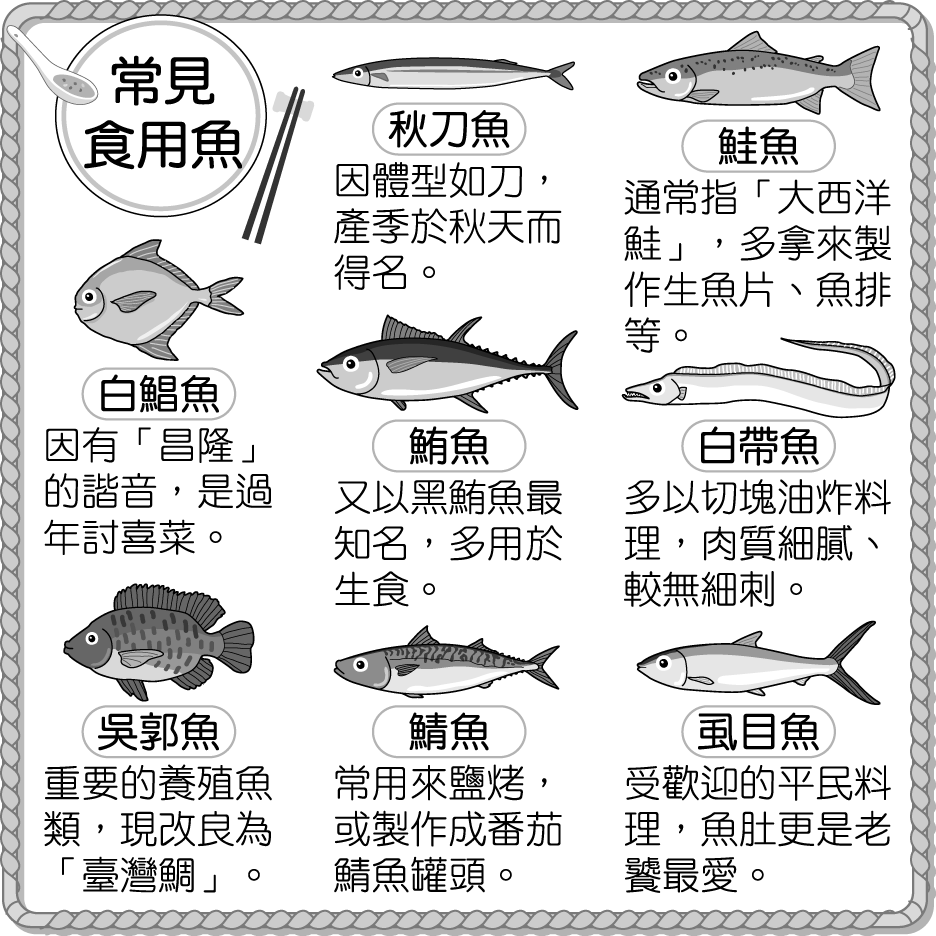 常見
食用魚
秋刀魚
因體型如刀，
產季於秋天而
得名。
鮭魚
通常指「大西洋
鮭」，多拿來製
作生魚片、魚排
等。
白鯧魚
因有「昌隆」
的諧音，是過
年討喜菜。
鮪魚
又以黑鮪魚最
知名，多用於
生食。
白帶魚
多以切塊油炸料
理，肉質細膩、
較無細刺。
吳郭魚
重要的養殖魚
類，現改良為
「臺灣鯛」。
鯖魚
常用來鹽烤，
或製作成番茄
鯖魚罐頭。
虱目魚
受歡迎的平民料
理，魚肚更是老
饕最愛。